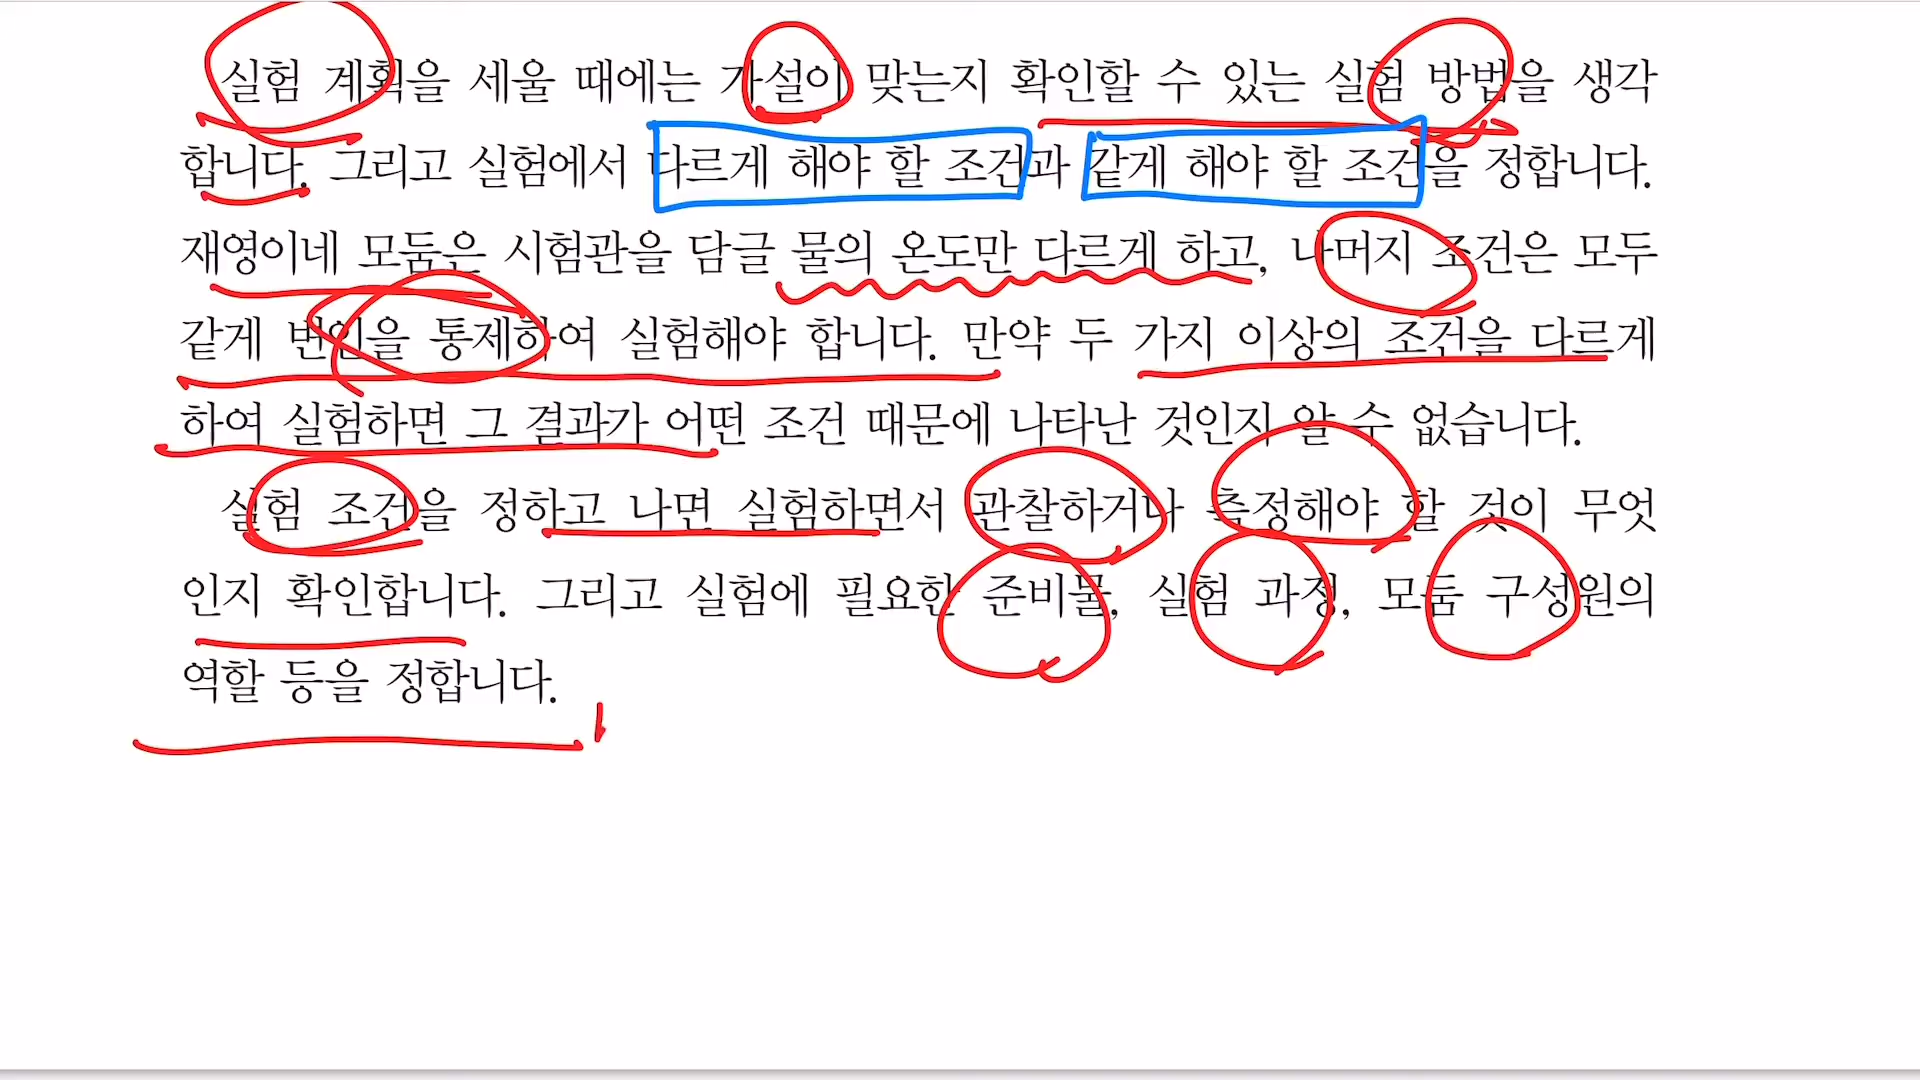 실험 계획을 세울 때에는 가설이 맞는지 확인할 수 있는 실험 방법을 생각
합니다. 그리고 실험에서 다르게 해야 할 조건과 같게 해야 할 조건을 정합니다.
재영이네 모둠은 시험관을 담글 물의 온도만 다르게 하고, 나머지 조건은 모두
같게 변인을 통제하여 실험해야 합니다. 만약 두 가지 이상의 조건을 다르게
하여 실험하면 그 결과가 어떤 조건 때문에 나타난 것인지 알 수 없습니다.
실험 조건을 정하고 나면 실험하면서 관찰하거나 측정해야 할 것이 무엇
인지 확인합니다. 그리고 실험에 필요한 준비물, 실험 과정, 모둠 구성원의
역할 등을 정합니다.